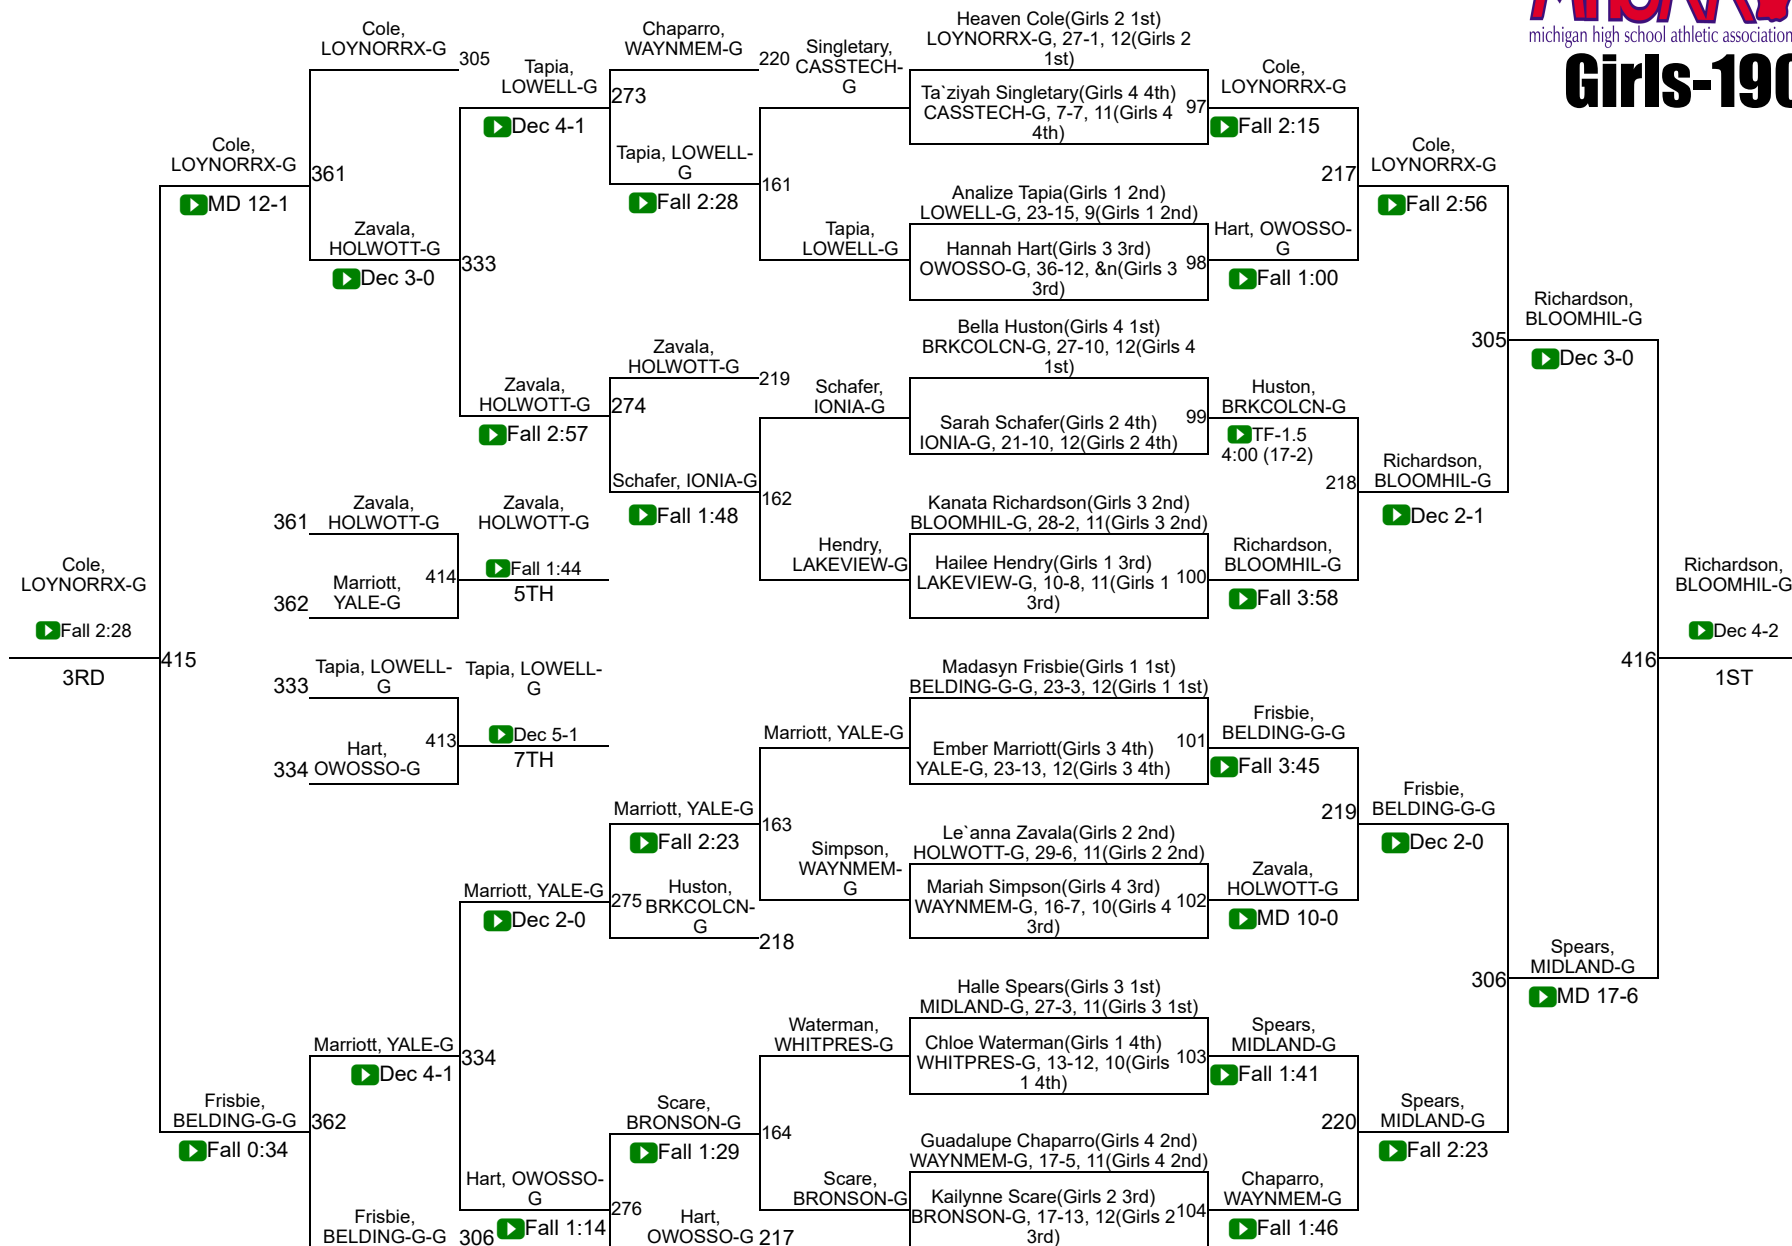 michigan high school athletic association
Girls-190
Cole,
LOYNORRX-G
305
Tapia,
LOWELL-G
Dec 4-1
Chaparro,
WAYNMEM-G
220
273
Tapia, LOWELL-
G
Fall 2:28
161
Singletary,
CASSTECH-
G
Heaven Cole(Girls 2 1st)
LOYNORRX-G, 27-1, 12(Girls 2
1st)
Ta`ziyah Singletary(Girls 4 4th)
CASSTECH-G, 7-7, 11(Girls 4
4th)
97
Cole,
LOYNORRX-G
Fall 2:15
Cole,
LOYNORRX-G
MD 12-1
361
Zavala,
HOLWOTT-G
Dec 3-0
333
Tapia,
LOWELL-G
Analize Tapia(Girls 1 2nd)
LOWELL-G, 23-15, 9(Girls 1 2nd)
Hannah Hart(Girls 3 3rd)
OWOSSO-G, 36-12, &n(Girls 3
3rd)
98
Hart, OWOSSO-
G
Fall 1:00
217
Cole,
LOYNORRX-G
Fall 2:56
Zavala,
HOLWOTT-G
Fall 2:57
274
Zavala,
HOLWOTT-G
219
Schafer,
IONIA-G
Bella Huston(Girls 4 1st)
BRKCOLCN-G, 27-10, 12(Girls 4
1st)
Sarah Schafer(Girls 2 4th)
IONIA-G, 21-10, 12(Girls 2 4th)
99
Huston,
BRKCOLCN-G
TF-1.5
4:00 (17-2)
305
Richardson,
BLOOMHIL-G
Dec 3-0
Schafer, IONIA-G
Fall 1:48
162
Hendry,
LAKEVIEW-G
Kanata Richardson(Girls 3 2nd)
BLOOMHIL-G, 28-2, 11(Girls 3 2nd)
Hailee Hendry(Girls 1 3rd)
LAKEVIEW-G, 10-8, 11(Girls 1
3rd)
100
Richardson,
BLOOMHIL-G
Fall 3:58
218
Richardson,
BLOOMHIL-G
Dec 2-1
361
Zavala,
HOLWOTT-G
362
Marriott,
YALE-G
414
Zavala,
HOLWOTT-G
Fall 1:44
5TH
Cole,
LOYNORRX-G
Fall 2:28
3RD
415
333
Tapia, LOWELL-
G
334
Hart,
OWOSSO-G
413
Tapia, LOWELL-
G
Dec 5-1
7TH
416
Richardson,
BLOOMHIL-G
Dec 4-2
1ST
Marriott, YALE-G
Madasyn Frisbie(Girls 1 1st)
BELDING-G-G, 23-3, 12(Girls 1 1st)
Ember Marriott(Girls 3 4th)
YALE-G, 23-13, 12(Girls 3 4th)
101
Frisbie,
BELDING-G-G
Fall 3:45
Marriott, YALE-G
Fall 2:23
163
Simpson,
WAYNMEM-
G
Le`anna Zavala(Girls 2 2nd)
HOLWOTT-G, 29-6, 11(Girls 2 2nd)
Mariah Simpson(Girls 4 3rd)
WAYNMEM-G, 16-7, 10(Girls 4
3rd)
102
Zavala,
HOLWOTT-G
MD 10-0
219
Frisbie,
BELDING-G-G
Dec 2-0
Marriott, YALE-G
Dec 2-0
275
Huston,
BRKCOLCN-
G
218
306
Spears,
MIDLAND-G
MD 17-6
Marriott, YALE-G
Dec 4-1
334
Waterman,
WHITPRES-G
Halle Spears(Girls 3 1st)
MIDLAND-G, 27-3, 11(Girls 3 1st)
Chloe Waterman(Girls 1 4th)
WHITPRES-G, 13-12, 10(Girls
1 4th)
103
Spears,
MIDLAND-G
Fall 1:41
Frisbie,
BELDING-G-G
Fall 0:34
362
Scare,
BRONSON-G
Fall 1:29
164
Scare,
BRONSON-G
Guadalupe Chaparro(Girls 4 2nd)
WAYNMEM-G, 17-5, 11(Girls 4 2nd)
Kailynne Scare(Girls 2 3rd)
BRONSON-G, 17-13, 12(Girls 2
3rd)
104
Chaparro,
WAYNMEM-G
Fall 1:46
220
Spears,
MIDLAND-G
Fall 2:23
Frisbie,
BELDING-G-G
306
Hart, OWOSSO-
G
Fall 1:14
276
Hart,
OWOSSO-G
217